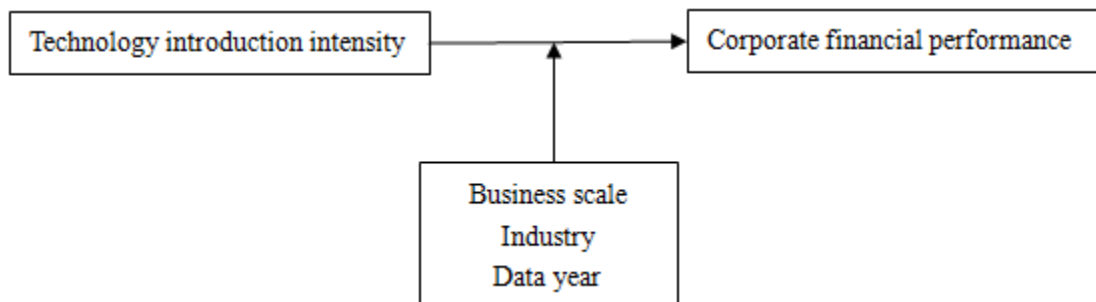 Technology introduction intensity
Corporate financial performance
Business scale
Industry
Data year